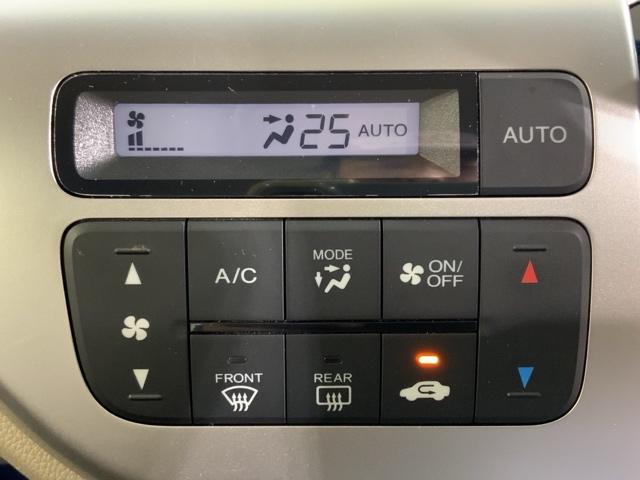 25 AUTO
AUTO
A/C
MODE
ON/
OFF
FRONT
REAR